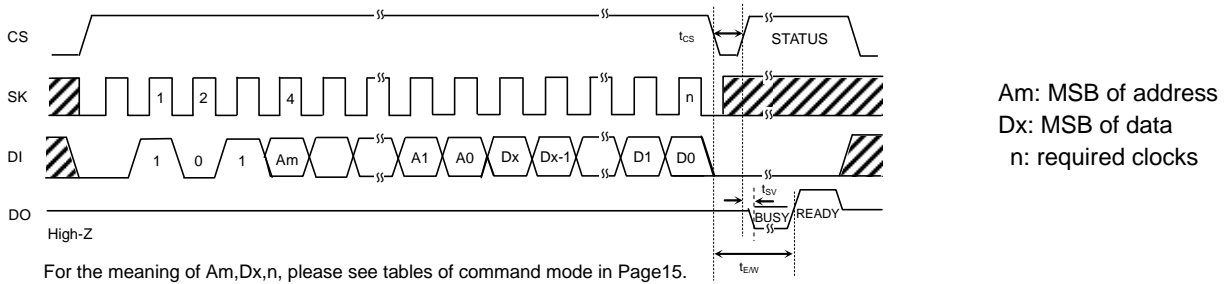 CS
tCS
STATUS
SK
1 2 4 n
DI
1 0 1 Am A1 A0 Dx Dx-1 D1 D0
tSV
DO
BUSY READY
High-Z
tE/W
For the meaning of Am,Dx,n, please see tables of command mode in Page15.
Am: MSB of address
Dx: MSB of data
n: required clocks